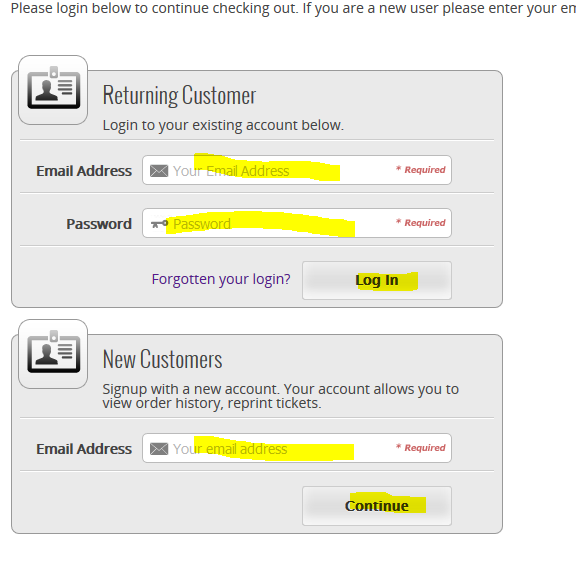 Please login below to continue checking out. If you are a new user please enter your
Returning Customer
Login to your existing account below.
Email Address Your Email Address * Required
Password Password * Required
Forgotten your login? Log In
New Customers
Signup with a new account. Your account allows you to
view order history, reprint tickets.
Email Address Your email address * Required
Continue